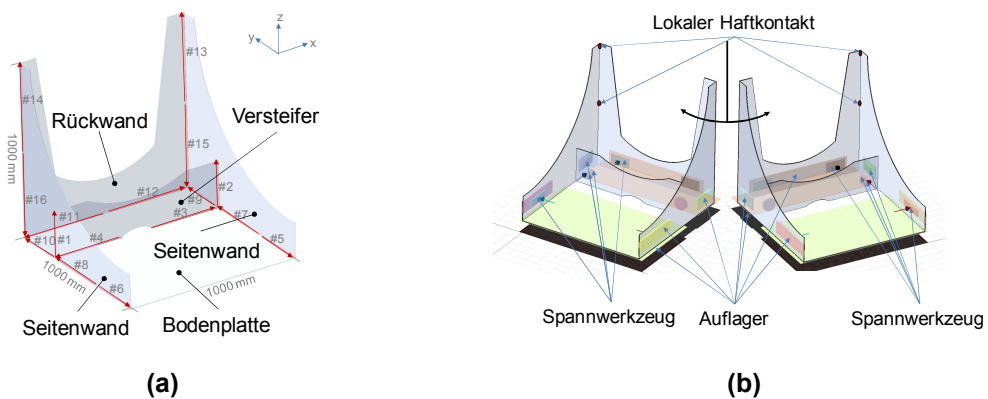 z
y
x
#13
#14
Rückwand
Versteifer
1000 mm
#15
#12
#2
#16
#9
#11
#3
#7
#10
#1
#4
Seitenwand
#5
#8
1000 mm
1000 mm
#6
Seitenwand
Bodenplatte
(a)
Lokaler Haftkontakt
Spannwerkzeug
Auflager
Spannwerkzeug
(b)